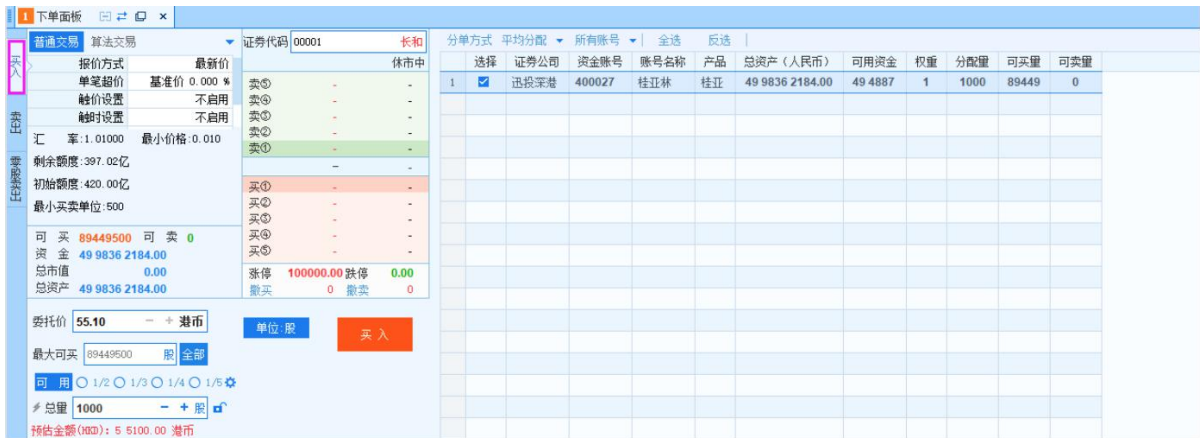 1 下单面板
普通交易 算法交易
证券代码 00001 长和
分单方式 平均分配 所有账号 全选 反选
买入
卖出
零股卖出
报价方式 最新价
单笔超价 基准价 0.000 %
触价设置 不启用
触时设置 不启用
汇 率:1.01000 最小价格:0.010
剩余额度:397.02亿
初始额度:420.00亿
最小买卖单位:500
可 买 89449500 可 卖 0
资 金 49 9836 2184.00
总市值 0.00
总资产 49 9836 2184.00
休市中
卖⑤ - -
卖④ - -
卖③ - -
卖② - -
卖① - -
— -
买① - -
买② - -
买③ - -
买④ - -
买⑤ - -
涨停 100000.00 跌停 0.00
撤买 0 撤卖 0
委托价 55.10 - + 港币
单位:股
买 入
最大可买 89449500 股 全部
可 用 1/2 1/3 1/4 1/5
总量 1000 - + 股
预估金额(HKD): 5 5100.00 港币
选择 证券公司 资金账号 账号名称 产品 总资产（人民币） 可用资金 权重 分配量 可买量 可卖量
1 迅投深港 400027 桂亚林 桂亚 49 9836 2184.00 49 4887 1 1000 89449 0